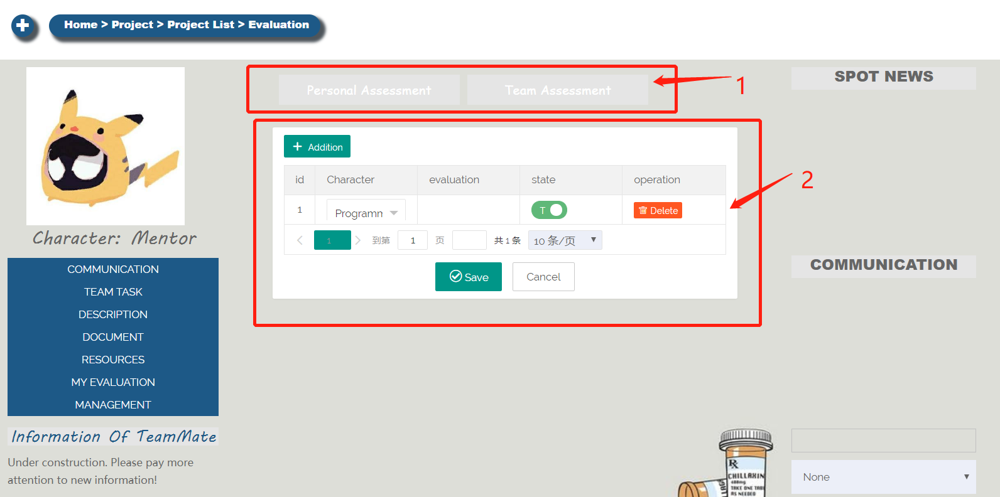 Home > Project > Project List > Evaluation
Personal Assessment
Team Assessment
1
SPOT NEWS
Addition
id Character evaluation state operation
1 Programn T Delete
1 到第 1 页 共 1 条 10 条/页
Save Cancel
2
Character: Mentor
COMMUNICATION
TEAM TASK
DESCRIPTION
DOCUMENT
RESOURCES
MY EVALUATION
MANAGEMENT
Information Of TeamMate
Under construction. Please pay more
attention to new information!
COMMUNICATION
None
Rx
CHILLAXIN
TAKE ONE TABL
AS NEEDED